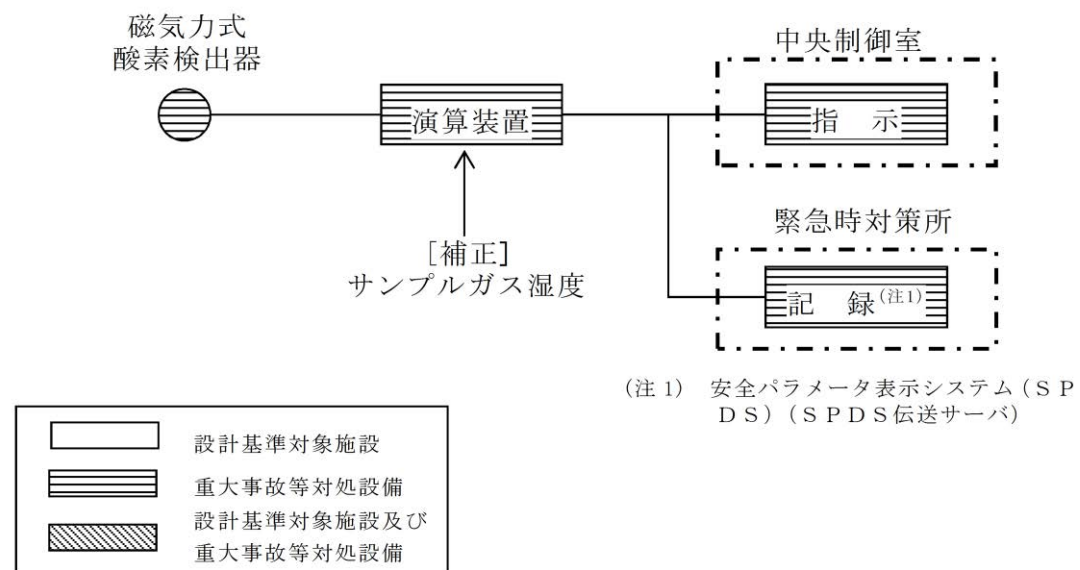 磁気力式
酸素検出器
演算装置
[補正]
サンプルガス湿度
中央制御室
指　示
緊急時対策所
記　録(注1)
(注1)　安全パラメータ表示システム(ＳＰ
ＤＳ)(ＳＰＤＳ伝送サーバ)
設計基準対象施設
重大事故等対処設備
設計基準対象施設及び
重大事故等対処設備